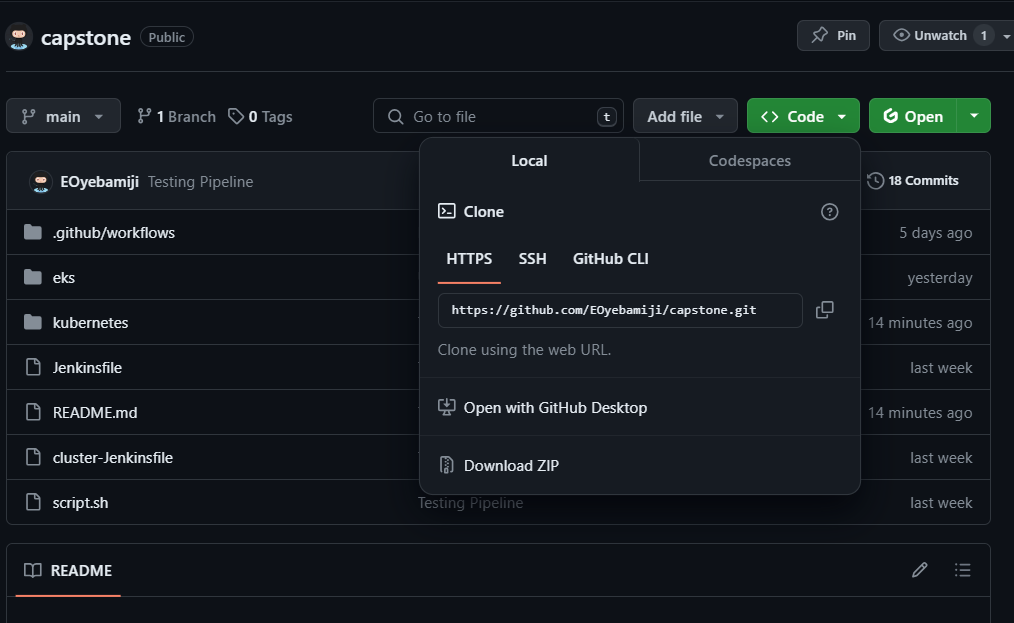 capstone Public Pin Unwatch 1
main 1 Branch 0 Tags Go to file t Add file Code Open
Local Codespaces
EOyebamiji Testing Pipeline 18 Commits
Clone
.github/workflows 5 days ago
HTTPS SSH GitHub CLI
eks yesterday
https://github.com/EOyebamiji/capstone.git
kubernetes 14 minutes ago
Clone using the web URL.
Jenkinsfile last week
Open with GitHub Desktop
README.md 14 minutes ago
cluster-Jenkinsfile last week
Download ZIP
script.sh Testing Pipeline last week
README